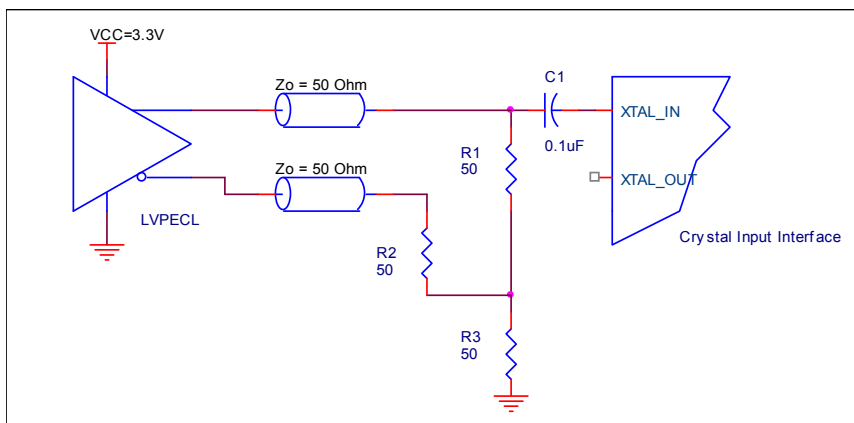 VCC=3.3V
Zo = 50 Ohm
C1
XTAL_IN
0.1uF
R1
50
Zo = 50 Ohm
XTAL_OUT
LVPECL
Crystal Input Interface
R2
50
R3
50